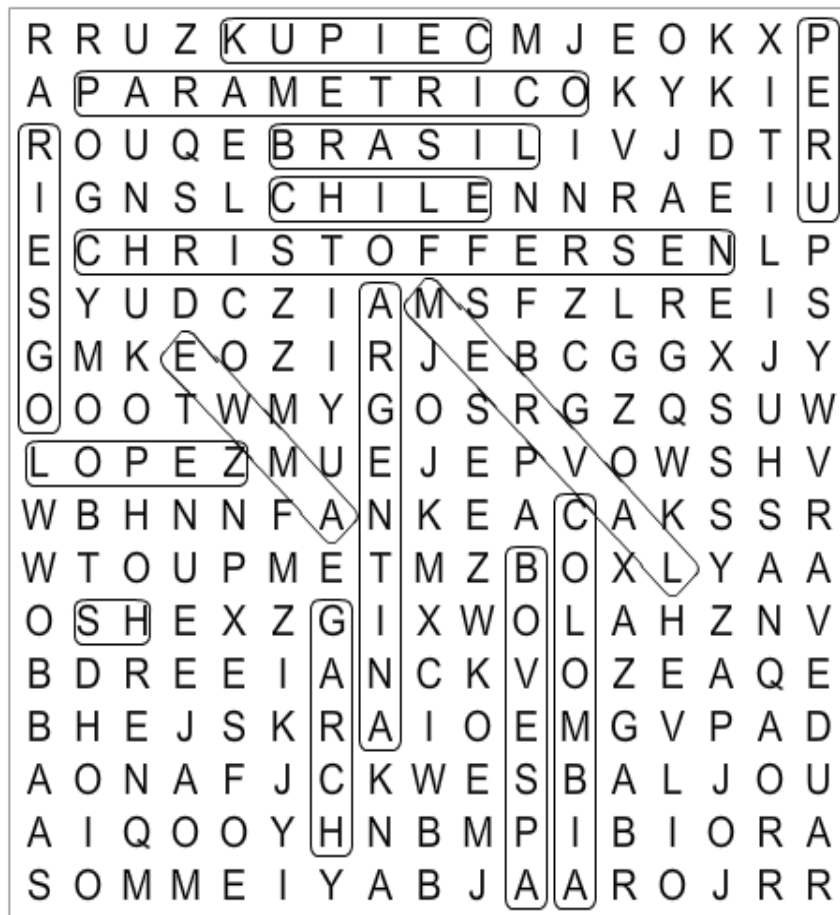 R R U Z K U P I E C M J E O K X P
A P A R A M E T R I C O K Y K I E
R O U Q E B R A S I L I V J D T R
I G N S L C H I L E N N R A E I U
E C H R I S T O F F E R S E N L P
S Y U D C Z I A M S F Z L R E I S
G M K E O Z I R J E B C G G X J Y
O O O T W M Y G O S R G Z Q S U W
L O P E Z M U E J E P V O W S H V
W B H N N F A N K E A C A K S S R
W T O U P M E T M Z B O X L Y A A
O S H E X Z G I X W O L A H Z N V
B D R E E I A N C K V O Z E A Q E
B H E J S K R A I O E M G V P A D
A O N A F J C K W E S B A L J O U
A I Q O O Y H N B M P I B I O R A
S O M M E I Y A B J A A R O J R R